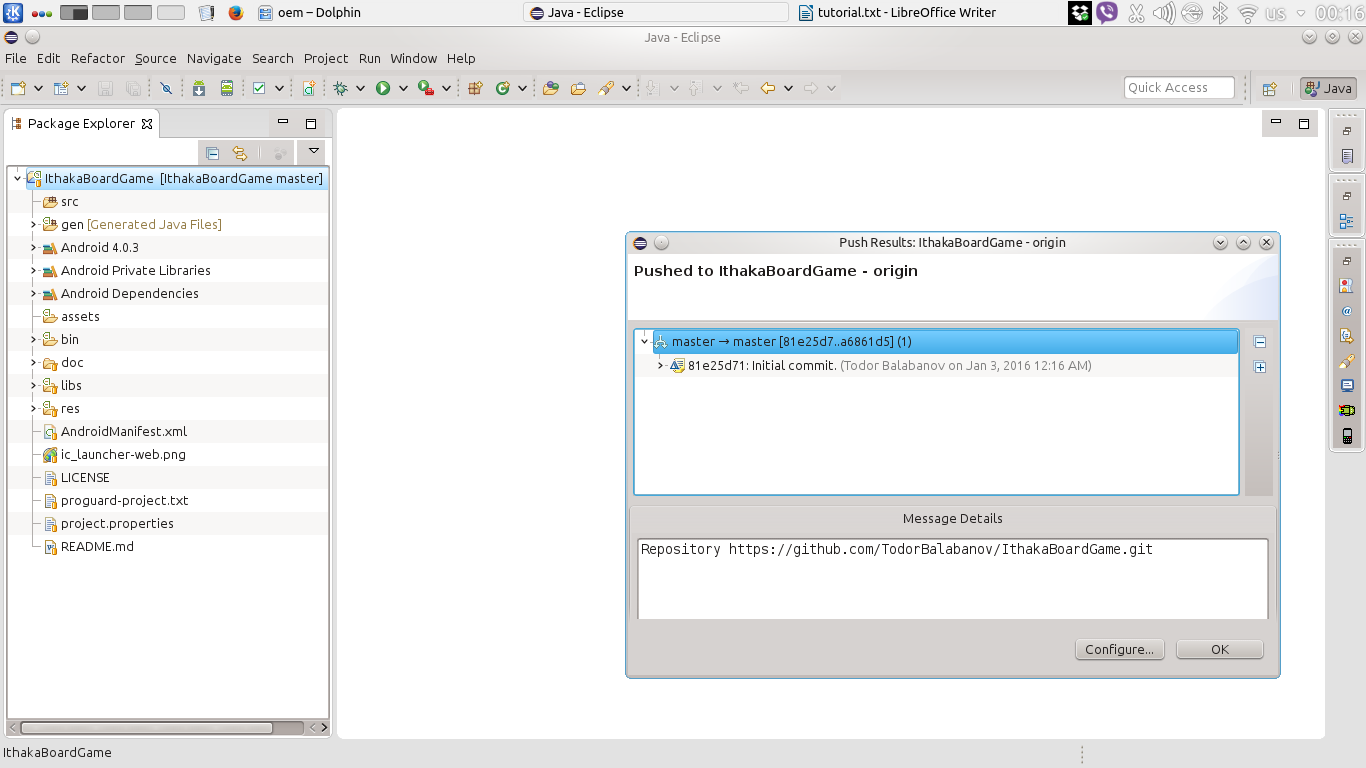 oem – Dolphin
Java - Eclipse
tutorial.txt - LibreOffice Writer
us
00:16
Java - Eclipse
File Edit Refactor Source Navigate Search Project Run Window Help
Quick Access
Java
Package Explorer
IthakaBoardGame [IthakaBoardGame master]
src
gen [Generated Java Files]
Android 4.0.3
Android Private Libraries
Android Dependencies
assets
bin
doc
libs
res
AndroidManifest.xml
ic_launcher-web.png
LICENSE
proguard-project.txt
project.properties
README.md
Push Results: IthakaBoardGame - origin
Pushed to IthakaBoardGame - origin
master → master [81e25d7..a6861d5] (1)
81e25d71: Initial commit. (Todor Balabanov on Jan 3, 2016 12:16 AM)
Message Details
Repository https://github.com/TodorBalabanov/IthakaBoardGame.git
Configure...
OK
IthakaBoardGame